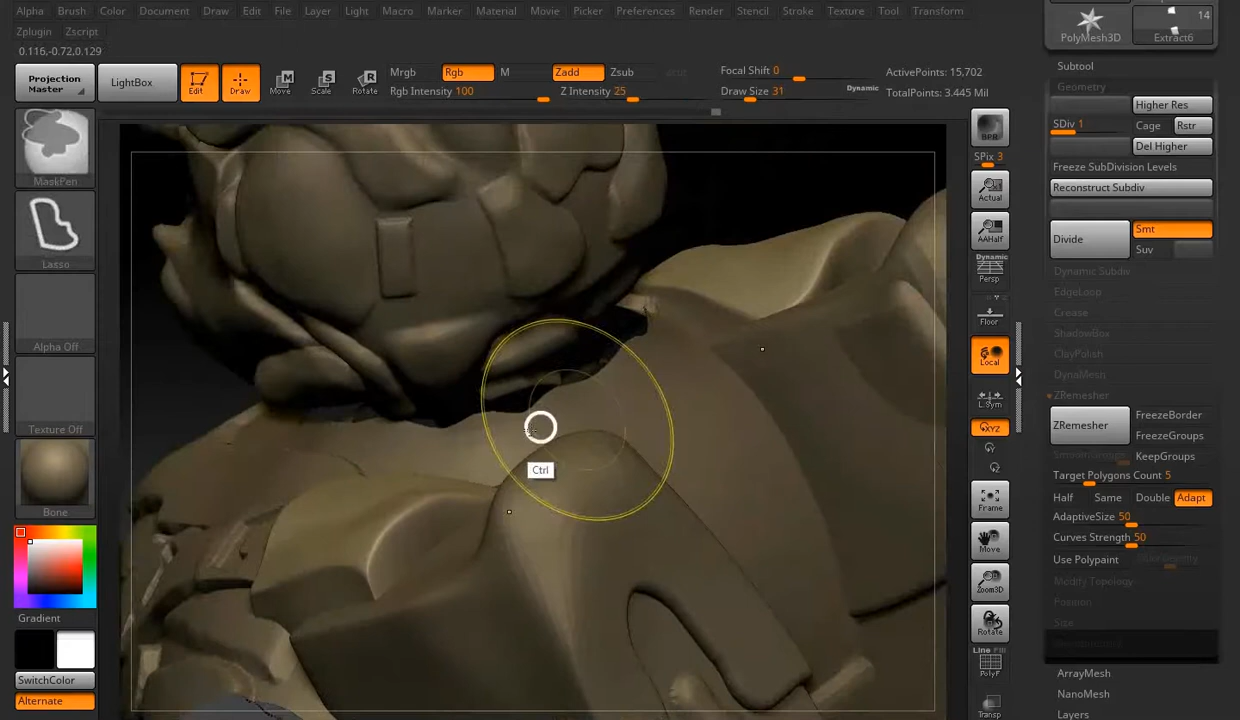 Alpha Brush Color Document Draw Edit File Layer Light Macro Marker Material Movie Picker Preferences Render Stencil Stroke Texture Tool Transform
Zplugin Zscript
0.116,-0.72,0.129
Projection Master
LightBox
Edit
Draw
Move
Scale
Rotate
Mrgb
Rgb
M
Rgb Intensity 100
Zadd
Zsub
Z Intensity 25
Focal Shift 0
Draw Size 31
Dynamic
ActivePoints: 15,702
TotalPoints: 3.445 Mil
MaskPen
Lasso
Alpha Off
Texture Off
Bone
Gradient
SwitchColor
Alternate
Ctrl
BPR
SPix 3
Actual
AAHalf
Dynamic
Persp
Floor
Local
L.Sym
XYZ
Frame
Move
Zoom3D
Rotate
Line Fill
PolyF
Transp
PolyMesh3D
14
Extract6
Subtool
Geometry
Higher Res
SDiv 1
Cage
Rstr
Del Higher
Freeze SubDivision Levels
Reconstruct Subdiv
Divide
Smt
Suv
Dynamic Subdiv
EdgeLoop
Crease
ShadowBox
ClayPolish
DynaMesh
ZRemesher
ZRemesher
FreezeBorder
FreezeGroups
KeepGroups
Target Polygons Count 5
Half Same Double Adapt
AdaptiveSize 50
Curves Strength 50
Use Polypaint
Modify Topology
Position
Size
ArrayMesh
NanoMesh
Layers